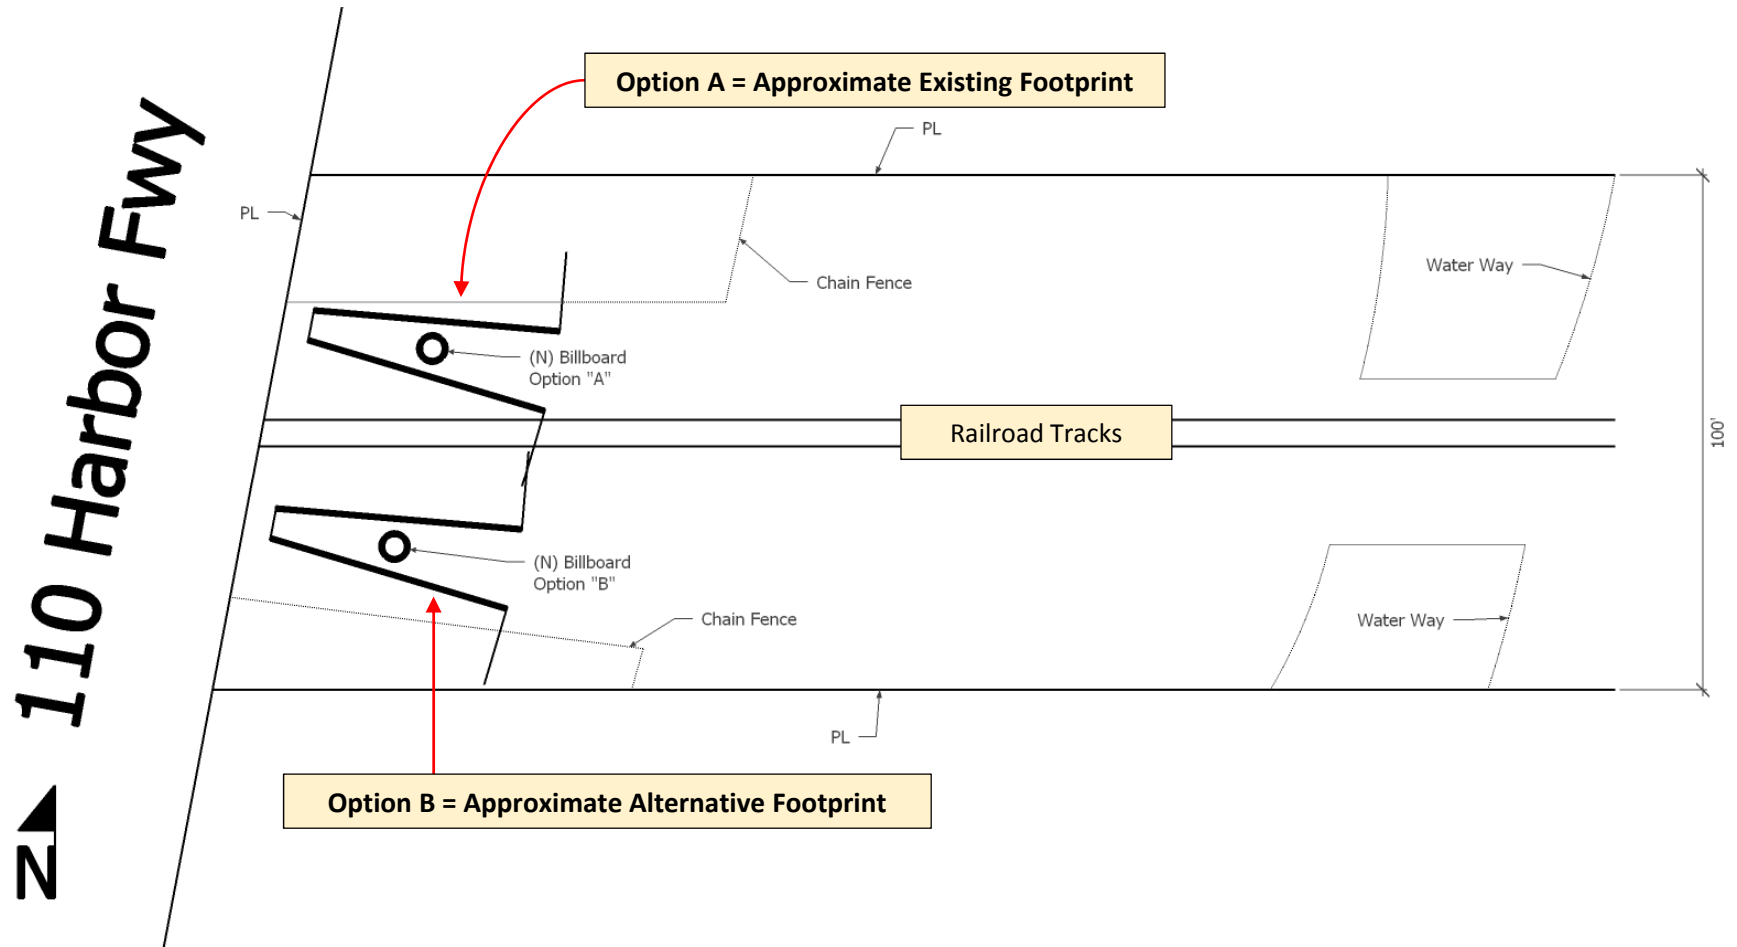 Option A = Approximate Existing Footprint
PL
PL
Chain Fence
Water Way
110 Harbor Fwy
(N) Billboard
Option "A"
Railroad Tracks
100'
(N) Billboard
Option "B"
Chain Fence
Water Way
PL
Option B = Approximate Alternative Footprint
N